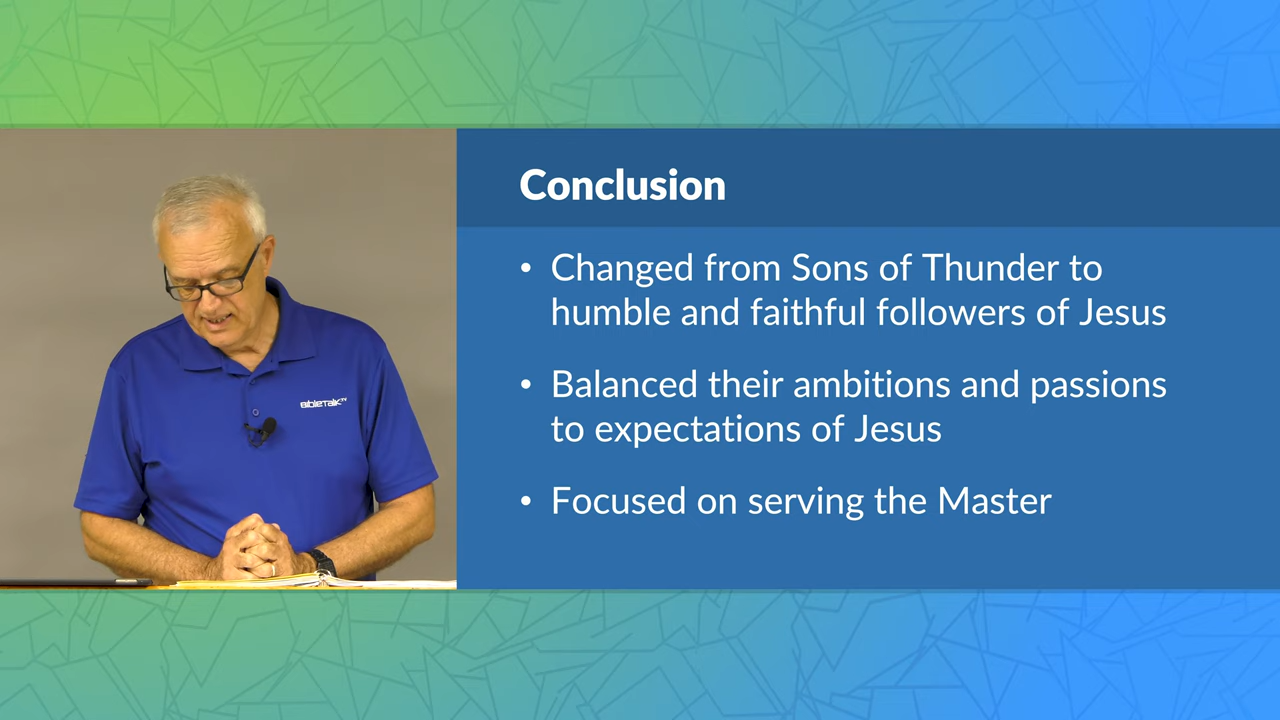 Conclusion
• Changed from Sons of Thunder to
humble and faithful followers of Jesus
• Balanced their ambitions and passions
to expectations of Jesus
• Focused on serving the Master
BibleTalk TV